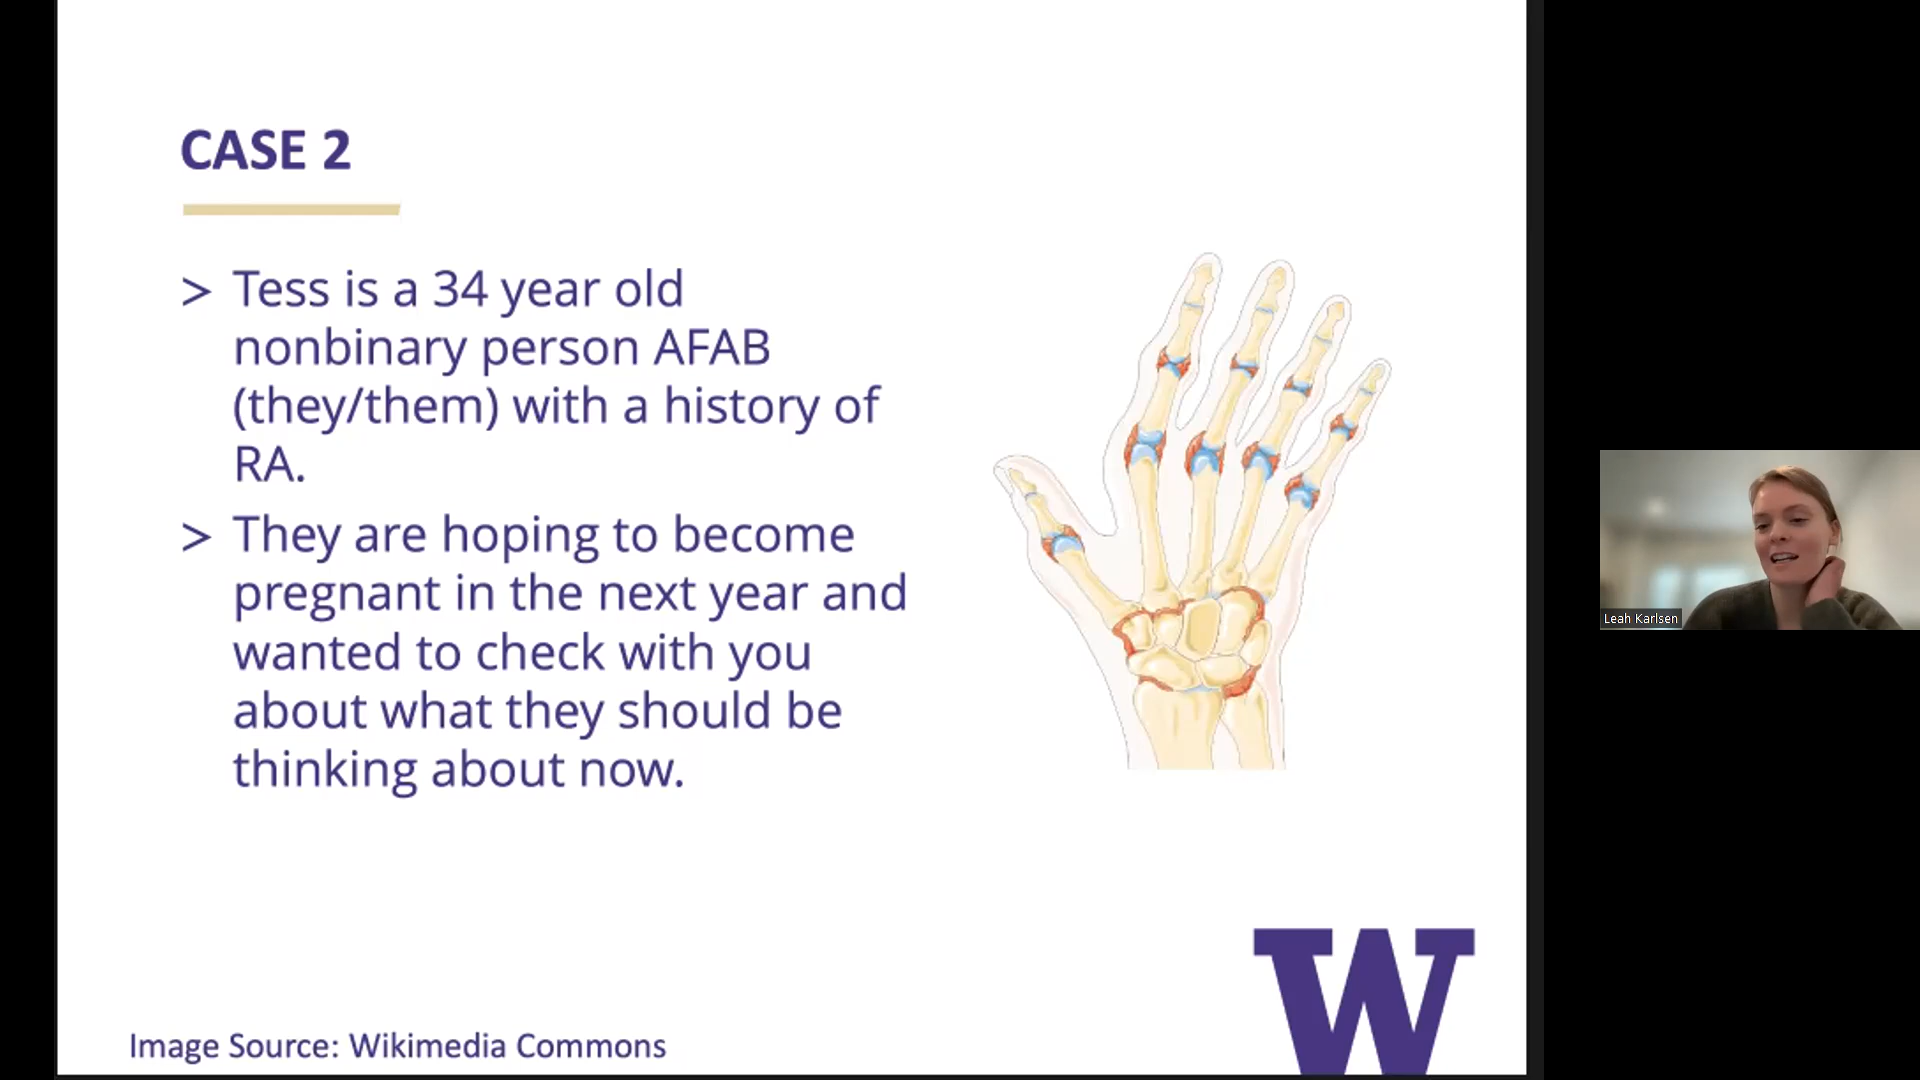 CASE 2
> Tess is a 34 year old
nonbinary person AFAB
(they/them) with a history of
RA.
> They are hoping to become
pregnant in the next year and
wanted to check with you
about what they should be
thinking about now.
Leah Karlsen
W
Image Source: Wikimedia Commons